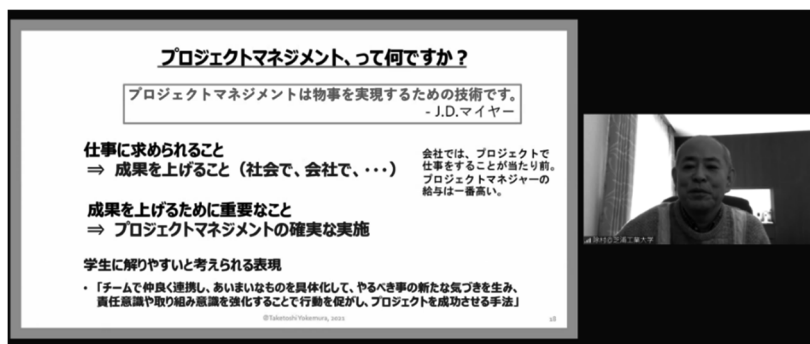 プロジェクトマネジメント、って何ですか？
プロジェクトマネジメントは物事を実現するための技術です。
- J.D.マイヤー
仕事に求められること
⇒ 成果を上げること（社会で、会社で、・・・）
会社では、プロジェクトで
仕事をすることが当たり前。
プロジェクトマネジャーの
給与は一番高い。
成果を上げるために重要なこと
⇒ プロジェクトマネジメントの確実な実施
学生に解りやすいと考えられる表現
• 「チームで仲良く連携し、あいまいなものを具体化して、やるべき事の新たな気づきを生み、
責任意識や取り組み意識を強化することで行動を促がし、プロジェクトを成功させる手法」
@Taketoshi Yokemura, 2021
18
芝浦工業大学